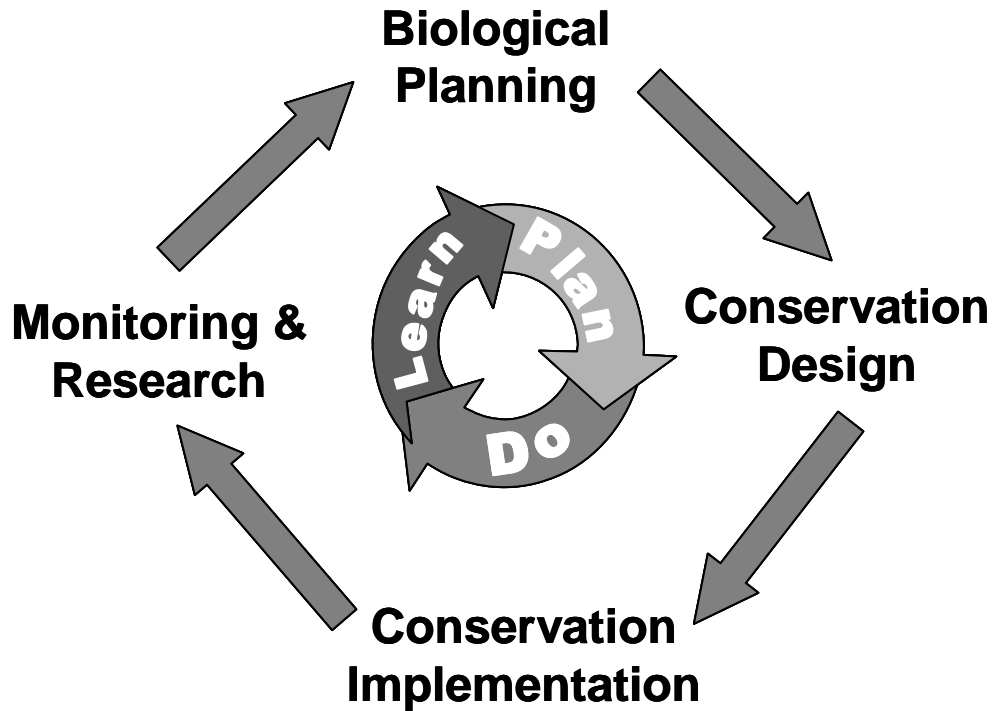 Biological
Planning
Conservation
Design
Conservation
Implementation
Monitoring &
Research
Plan
Do
Learn